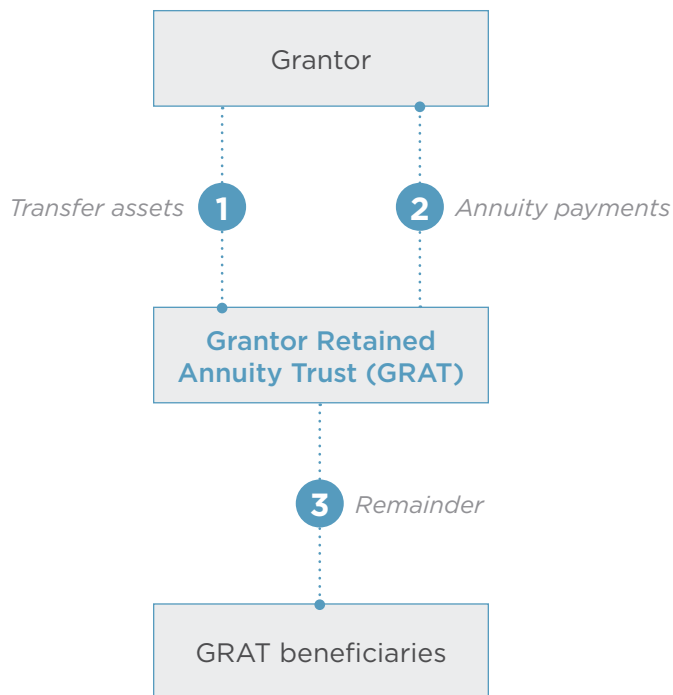 Grantor
Transfer assets
1
2
Annuity payments
Grantor Retained
Annuity Trust (GRAT)
3
Remainder
GRAT beneficiaries